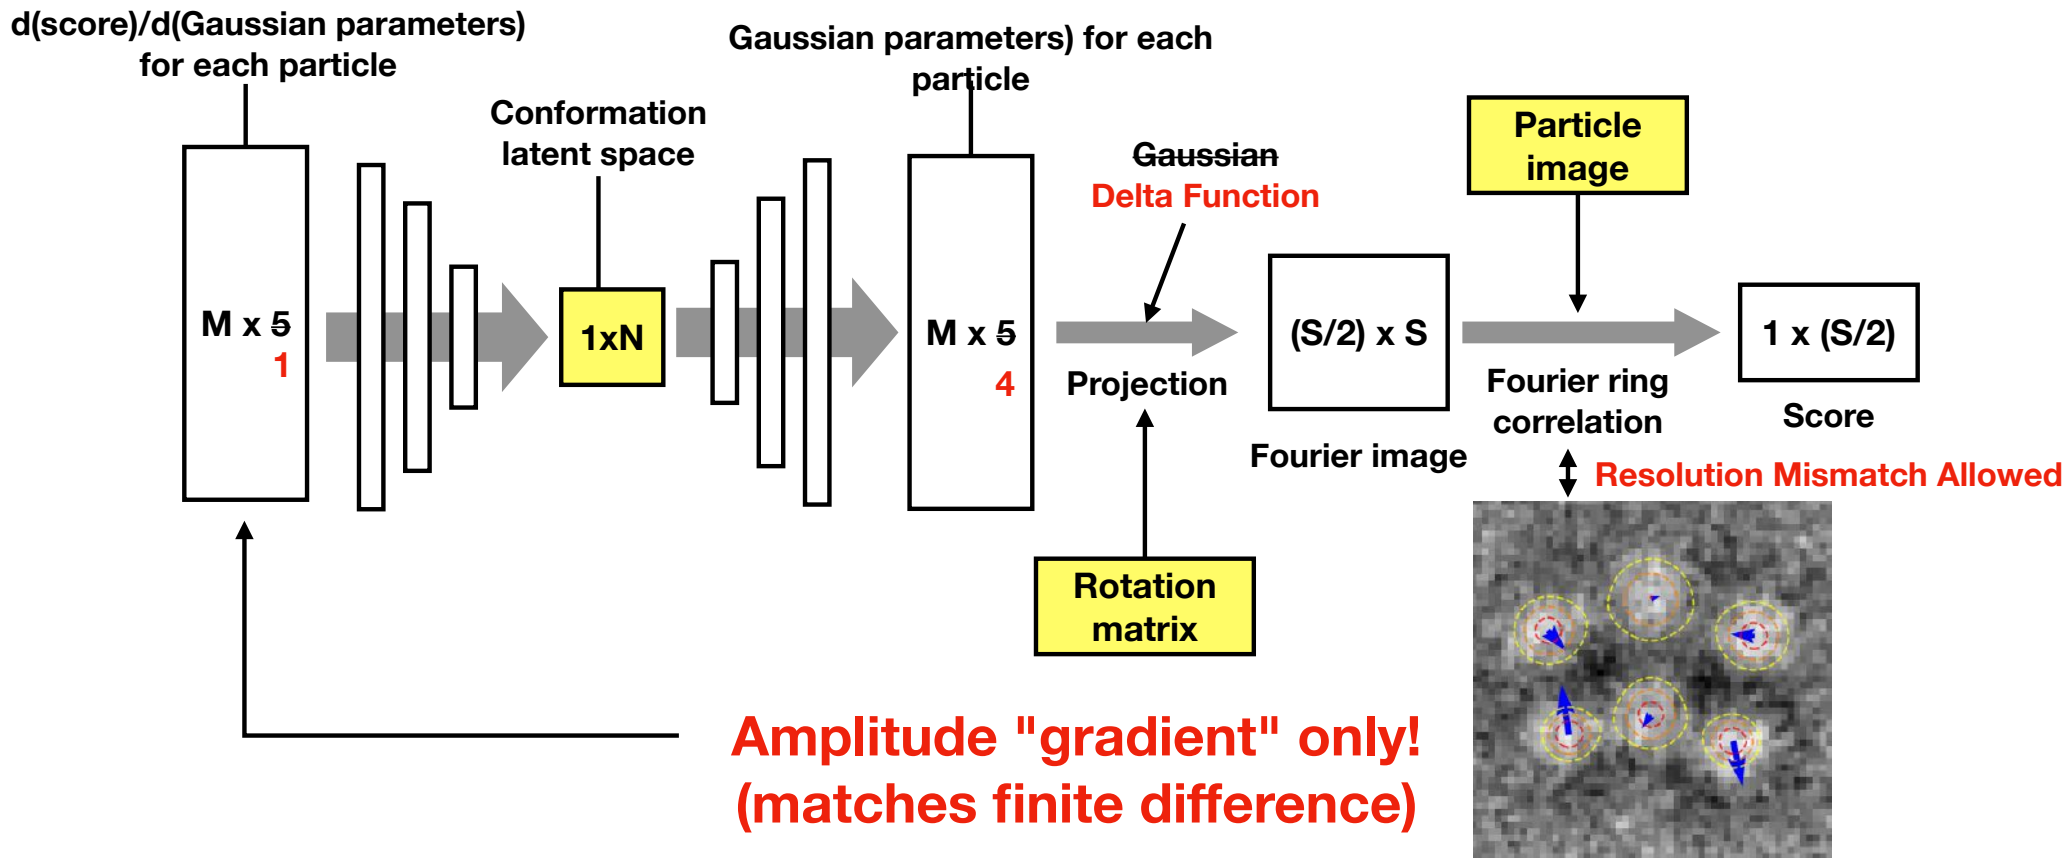 d(score)/d(Gaussian parameters)
for each particle
Gaussian parameters) for each
particle
Conformation
latent space
Gaussian
Delta Function
Particle
image
M x 5
1
1xN
M x 5
4
Projection
(S/2) x S
Fourier image
Fourier ring
correlation
1 x (S/2)
Score
Resolution Mismatch Allowed
Rotation
matrix
Amplitude "gradient" only!
(matches finite difference)